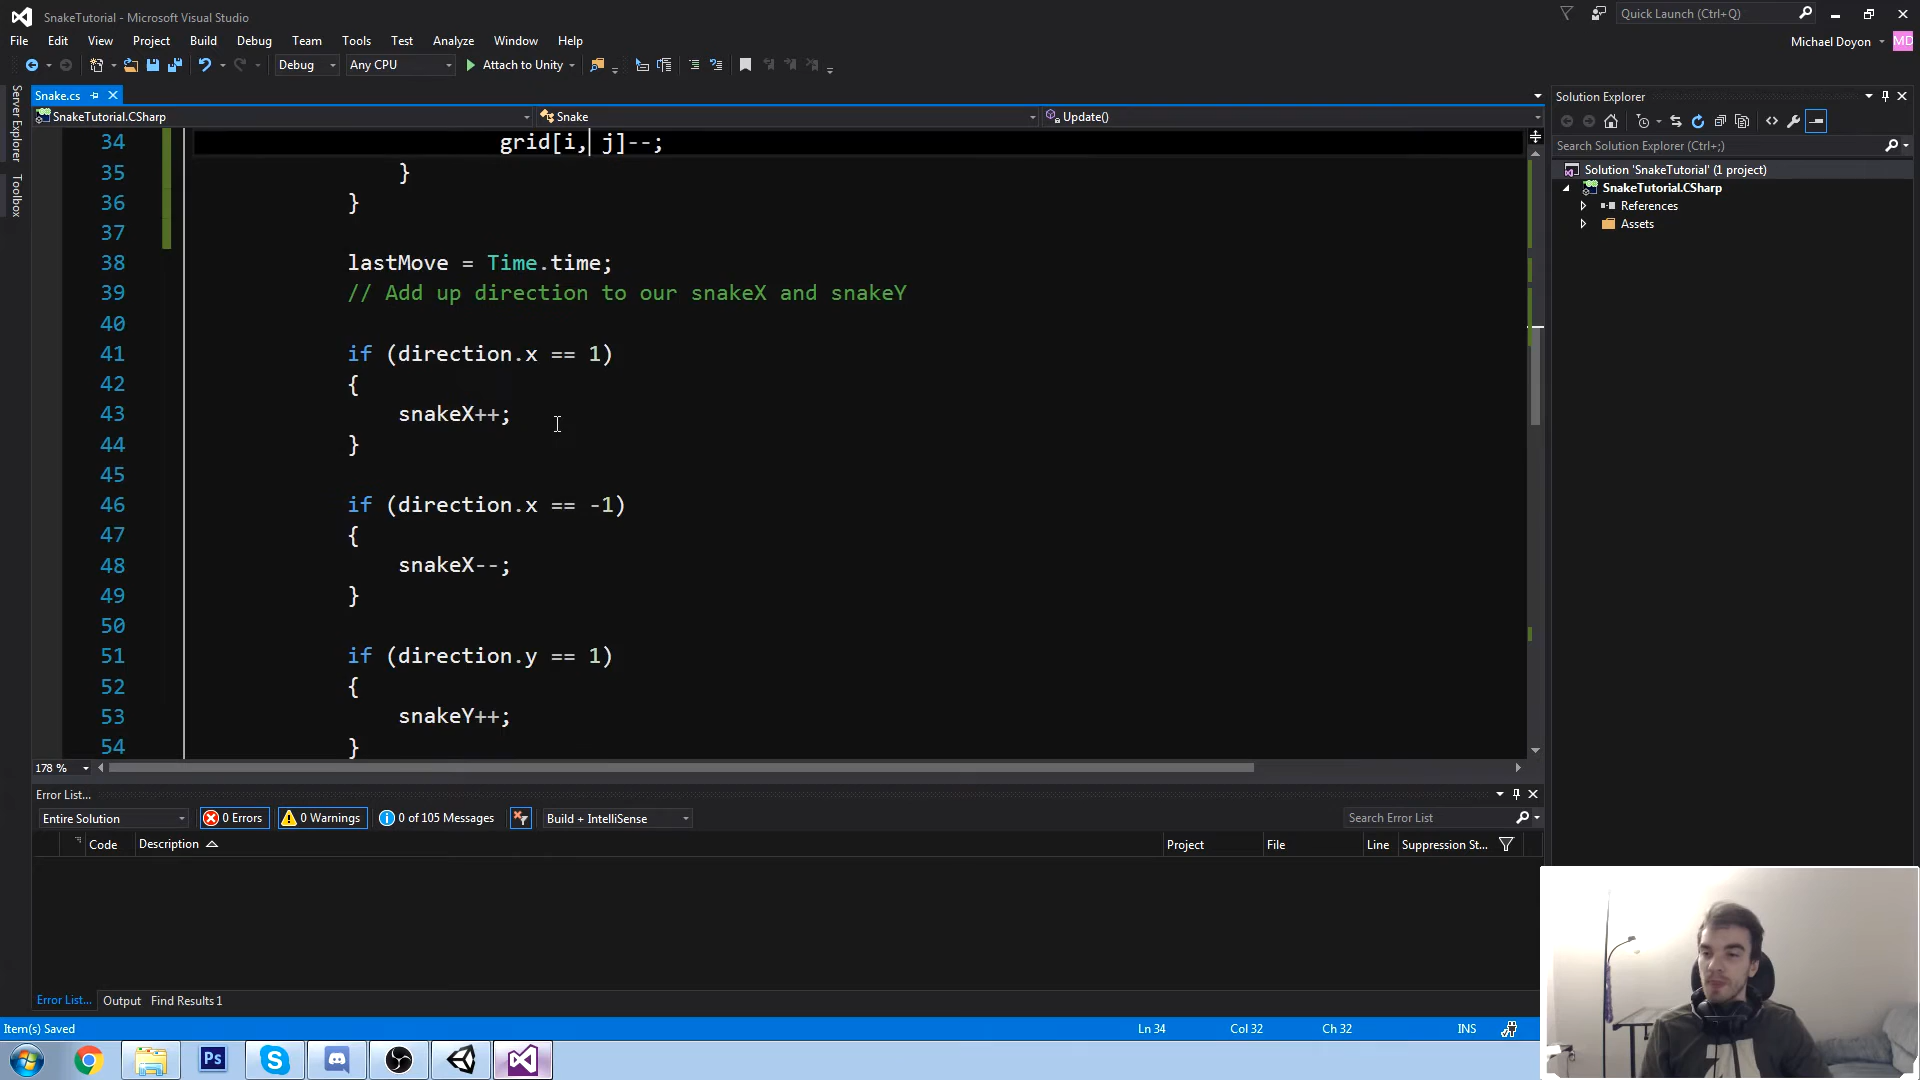 SnakeTutorial - Microsoft Visual Studio
Quick Launch (Ctrl+Q)
File Edit View Project Build Debug Team Tools Test Analyze Window Help
Michael Doyon
MD
Debug
Any CPU
Attach to Unity
Server Explorer
Toolbox
Snake.cs
SnakeTutorial.CSharp
Snake
Update()
34 grid[i, j]--;
35 }
36 }
37
38 lastMove = Time.time;
39 // Add up direction to our snakeX and snakeY
40
41 if (direction.x == 1)
42 {
43 snakeX++;
44 }
45
46 if (direction.x == -1)
47 {
48 snakeX--;
49 }
50
51 if (direction.y == 1)
52 {
53 snakeY++;
54 }
178 %
Solution Explorer
Search Solution Explorer (Ctrl+;)
Solution 'SnakeTutorial' (1 project)
SnakeTutorial.CSharp
References
Assets
Error List...
Entire Solution
0 Errors
0 Warnings
0 of 105 Messages
Build + IntelliSense
Search Error List
Code
Description
Project
File
Line
Suppression St...
Error List...
Output
Find Results 1
Item(s) Saved
Ln 34
Col 32
Ch 32
INS
Ps